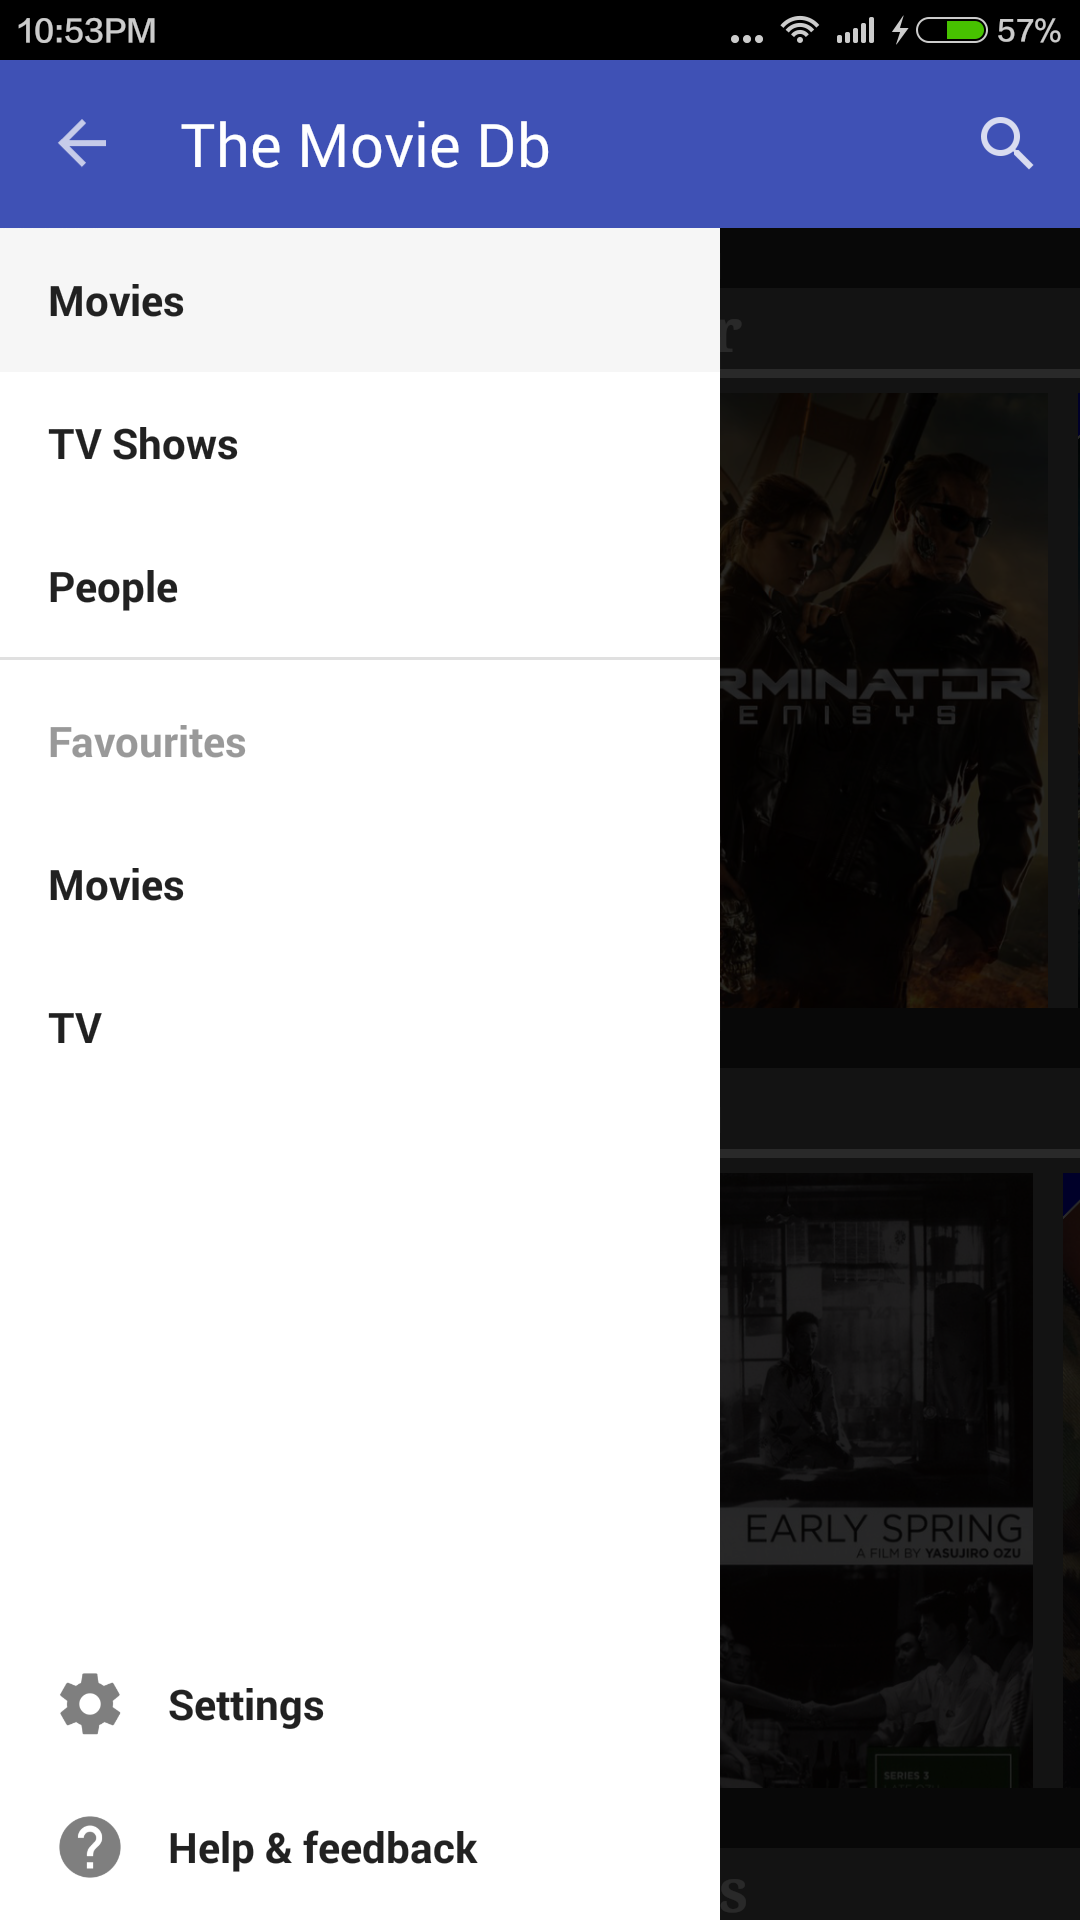 10:53PM
57%
The Movie Db
Movies
r
TV Shows
People
RMINATOR
ENISYS
Favourites
Movies
TV
EARLY SPRING
A FILM BY YASUJIRO OZU
Settings
SERIES 3
Help & feedback
s